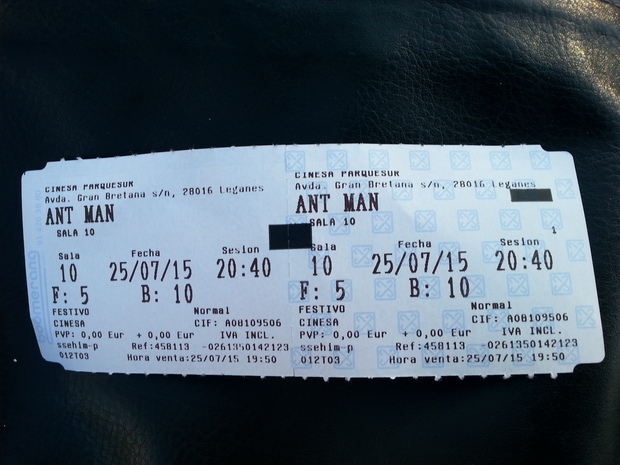 CINESA PARQUESUR
Avda. Gran Bretana s/n, 28016 Leganes
ANT MAN
SALA 10
Sala Fecha Sesion
10 25/07/15 20:40
F: 5 B: 10
FESTIVO Normal
CINESA CIF: A08109506
PVP: 0,00 Eur + 0,00 Eur IVA INCL.
ssehim-p Ref:458113 -0261350142123
012T03 Hora venta:25/07/15 19:50
CINESA PARQUESUR
Avda. Gran Bretana s/n, 28016 Leganes
ANT MAN
SALA 10
1
Sala Fecha Sesion
10 25/07/15 20:40
F: 5 B: 10
FESTIVO Normal
CINESA CIF: A08109506
PVP: 0,00 Eur + 0,00 Eur IVA INCL.
ssehim-p Ref:458113 -0261350142123
012T03 Hora venta:25/07/15 19:50